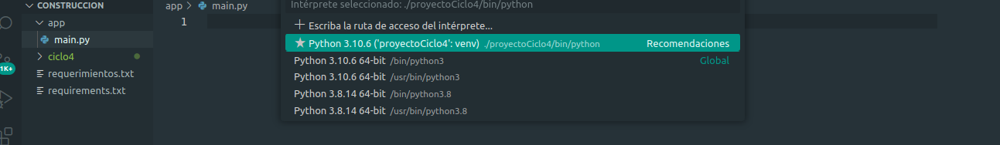 CONSTRUCCION
app
main.py
ciclo4
requerimientos.txt
requirements.txt
1K+
app > main.py
1
Intérprete seleccionado: ./proyectoCiclo4/bin/python
+ Escriba la ruta de acceso del intérprete...
★ Python 3.10.6 ('proyectoCiclo4': venv) ./proyectoCiclo4/bin/python Recomendaciones
Python 3.10.6 64-bit /bin/python3 Global
Python 3.10.6 64-bit /usr/bin/python3
Python 3.8.14 64-bit /bin/python3.8
Python 3.8.14 64-bit /usr/bin/python3.8